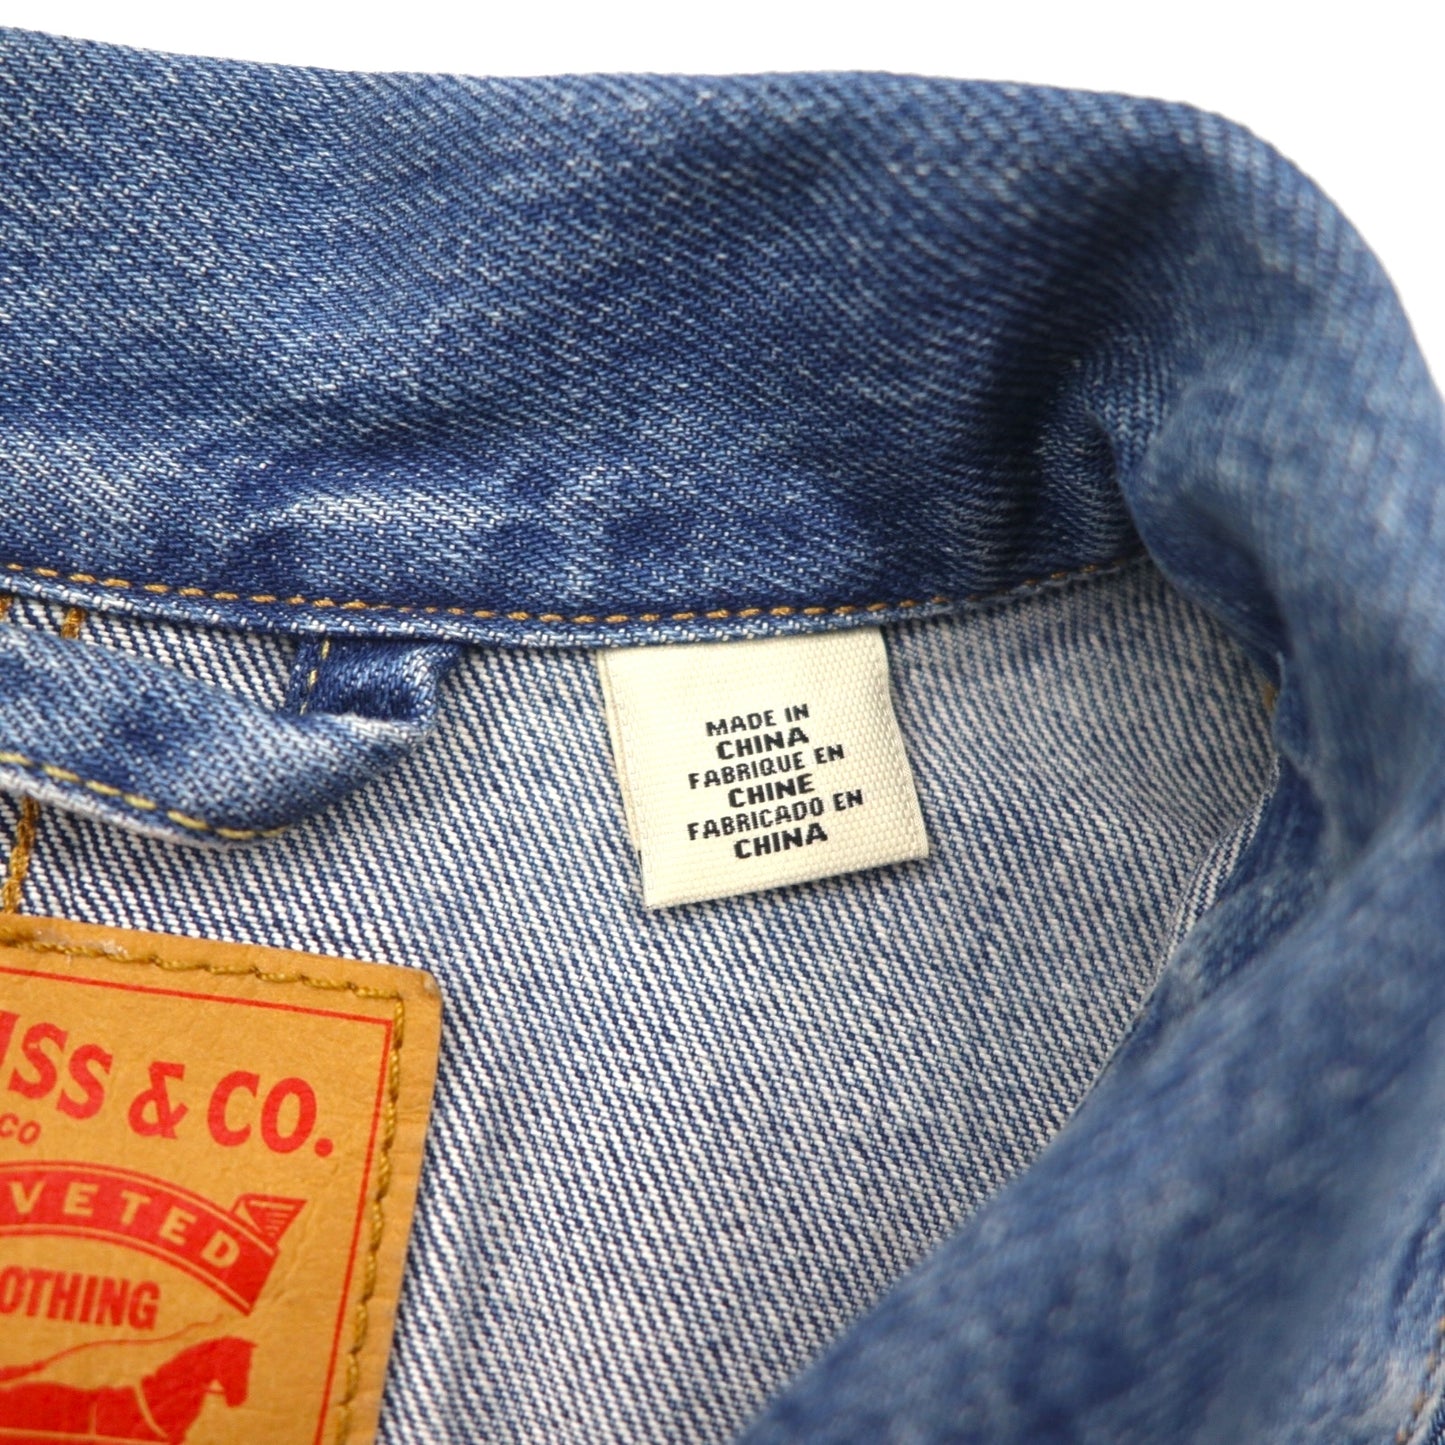 MADE IN
CHINA
FABRIQUE EN
CHINE
FABRICADO EN
CHINA
USS & CO.
CO
VETED
OTHING